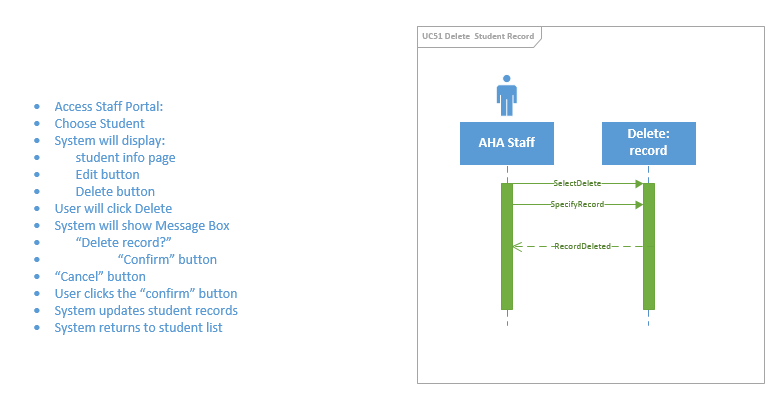 Access Staff Portal:
Choose Student
System will display:
student info page
Edit button
Delete button
User will click Delete
System will show Message Box
“Delete record?”
“Confirm” button
“Cancel” button
User clicks the “confirm” button
System updates student records
System returns to student list
UC51 Delete Student Record
AHA Staff
Delete:
record
SelectDelete
SpecifyRecord
RecordDeleted